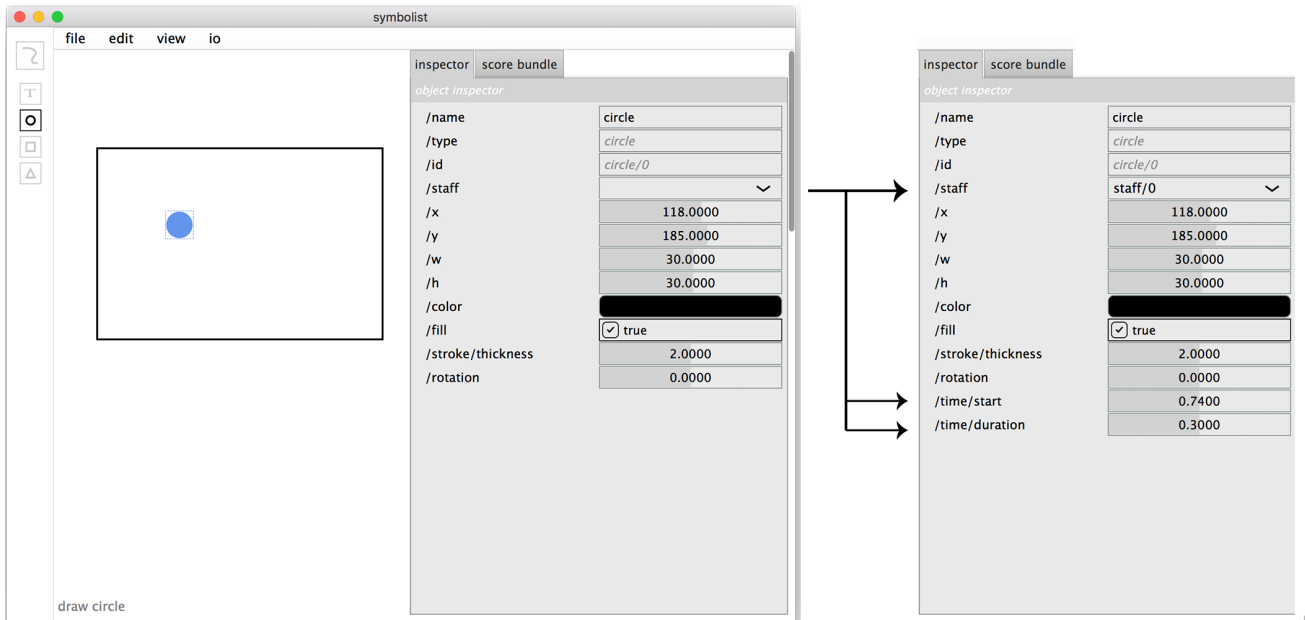 symbolist
file edit view io
T
inspector score bundle
object inspector
/name circle
/type circle
/id circle/0
/staff
/x 118.0000
/y 185.0000
/w 30.0000
/h 30.0000
/color
/fill true
/stroke/thickness 2.0000
/rotation 0.0000
draw circle
inspector score bundle
object inspector
/name circle
/type circle
/id circle/0
/staff staff/0
/x 118.0000
/y 185.0000
/w 30.0000
/h 30.0000
/color
/fill true
/stroke/thickness 2.0000
/rotation 0.0000
/time/start 0.7400
/time/duration 0.3000